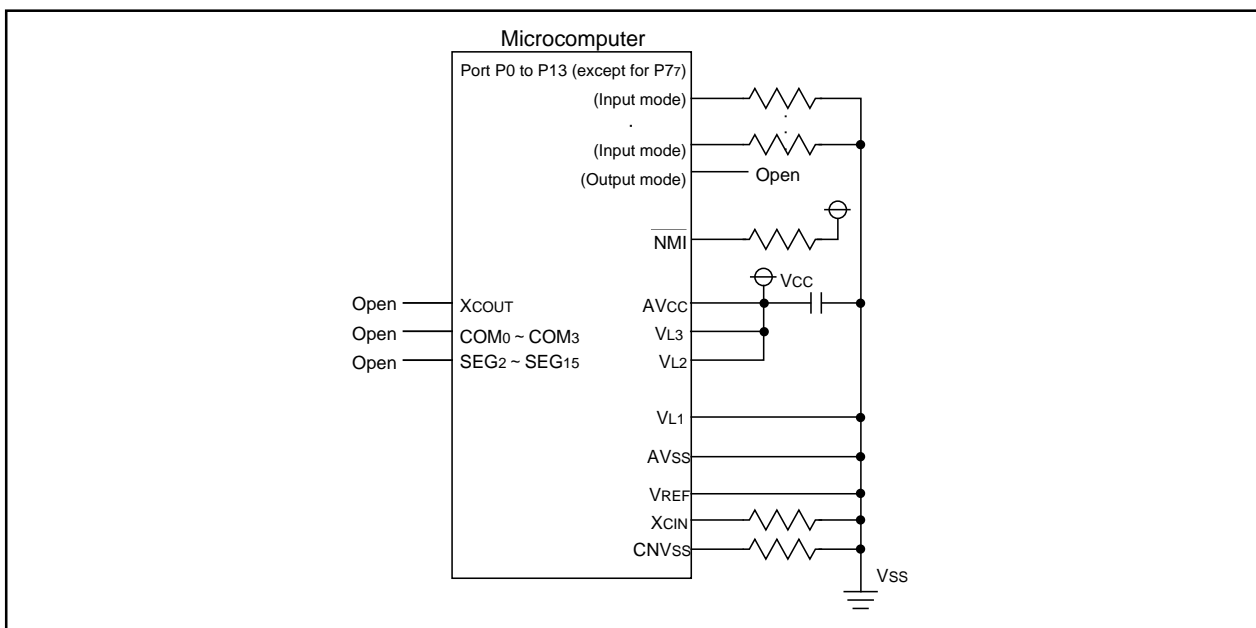 Microcomputer
Port P0 to P13 (except for P77)
(Input mode)
(Input mode)
(Output mode)
Open
NMI
VCC
Open
XCOUT
AVCC
Open
COM0 ~ COM3
VL3
Open
SEG2 ~ SEG15
VL2
VL1
AVSS
VREF
XCIN
CNVSS
VSS